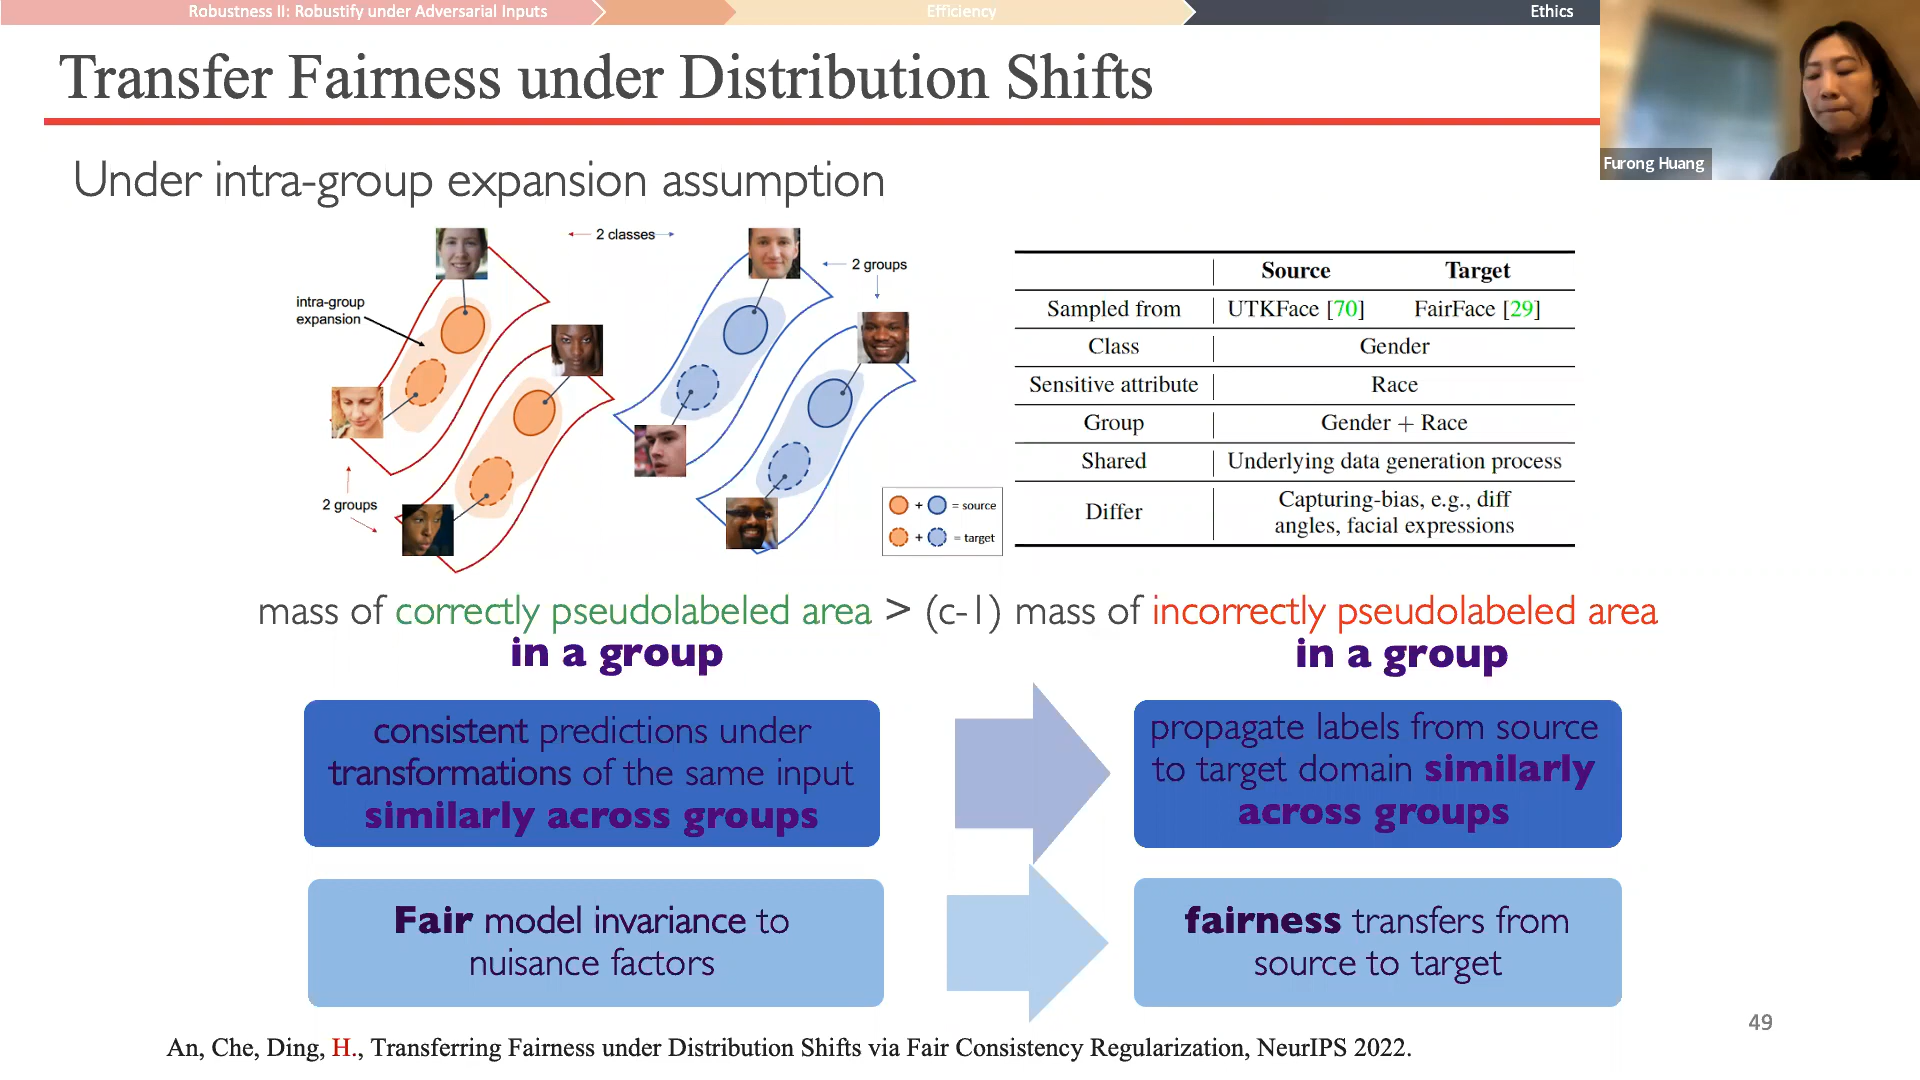 Robustness II: Robustify under Adversarial Inputs
Efficiency
Ethics
Transfer Fairness under Distribution Shifts
Furong Huang
Under intra-group expansion assumption
2 classes
2 groups
intra-group
expansion
2 groups
+ = source
+ = target
Source Target
Sampled from UTKFace [70] FairFace [29]
Class Gender
Sensitive attribute Race
Group Gender + Race
Shared Underlying data generation process
Differ Capturing-bias, e.g., diff
angles, facial expressions
mass of correctly pseudolabeled area > (c-1) mass of incorrectly pseudolabeled area
in a group in a group
consistent predictions under
transformations of the same input
similarly across groups
propagate labels from source
to target domain similarly
across groups
Fair model invariance to
nuisance factors
fairness transfers from
source to target
49
An, Che, Ding, H., Transferring Fairness under Distribution Shifts via Fair Consistency Regularization, NeurIPS 2022.